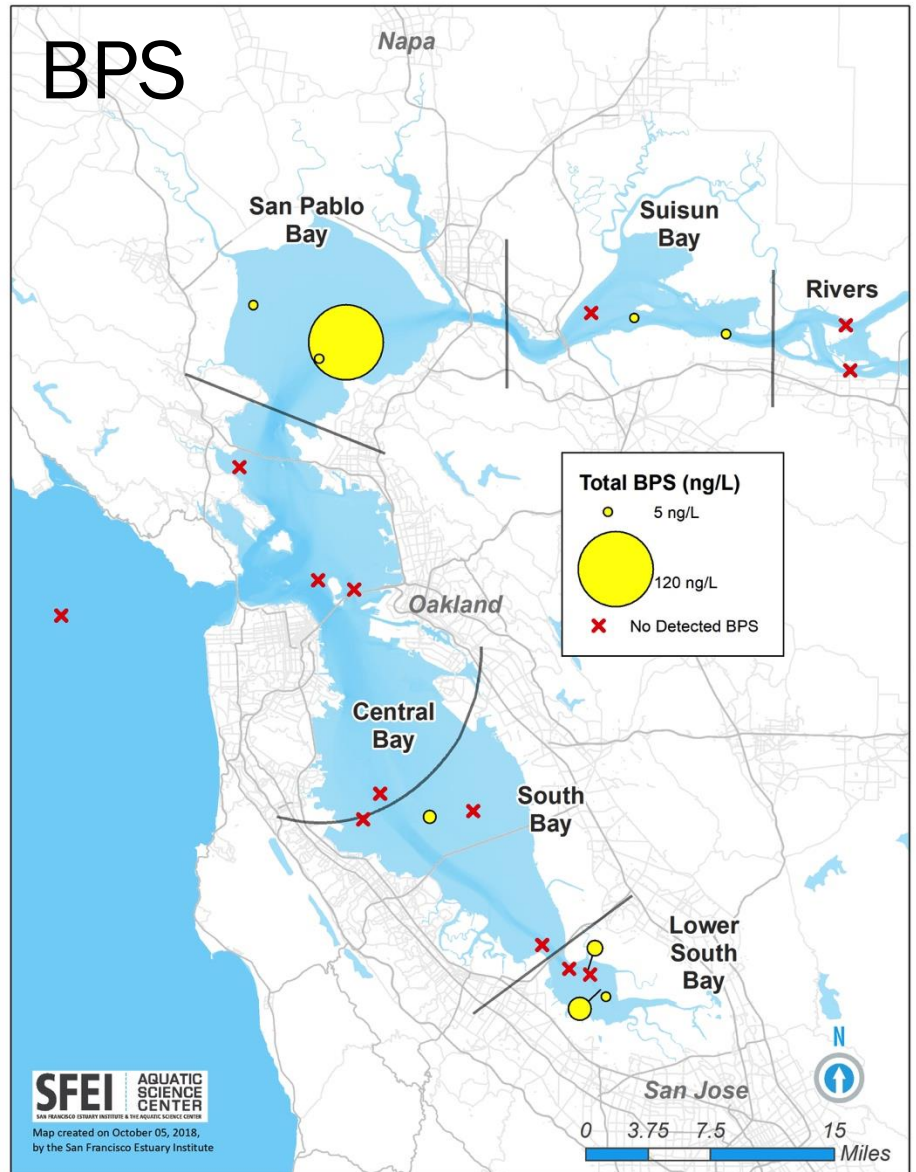 BPS
Napa
San Pablo
Bay
Suisun
Bay
Rivers
Total BPS (ng/L)
5 ng/L
120 ng/L
No Detected BPS
Oakland
Central
Bay
South
Bay
Lower
South
Bay
N
San Jose
0 3.75 7.5 15
Miles
SFEI
AQUATIC
SCIENCE
CENTER
SAN FRANCISCO ESTUARY INSTITUTE & THE AQUATIC SCIENCE CENTER
Map created on October 05, 2018,
by the San Francisco Estuary Institute